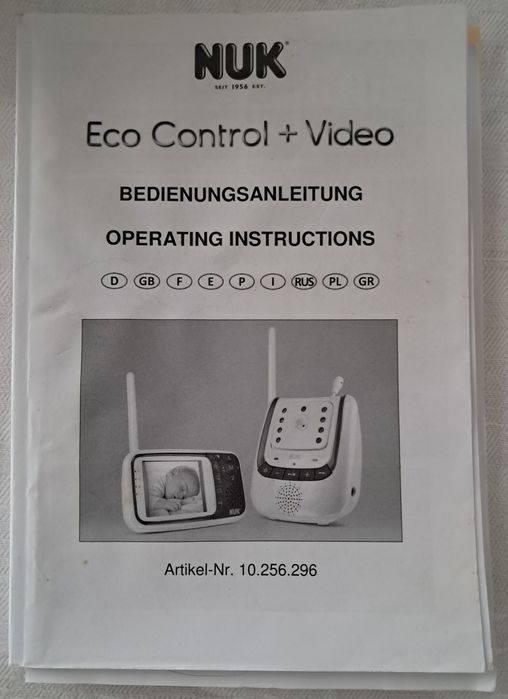 NUK
SEIT 1956 EST.
Eco Control + Video
BEDIENUNGSANLEITUNG
OPERATING INSTRUCTIONS
D GB F E P I RUS PL GR
NUK
NUK
Artikel-Nr. 10.256.296